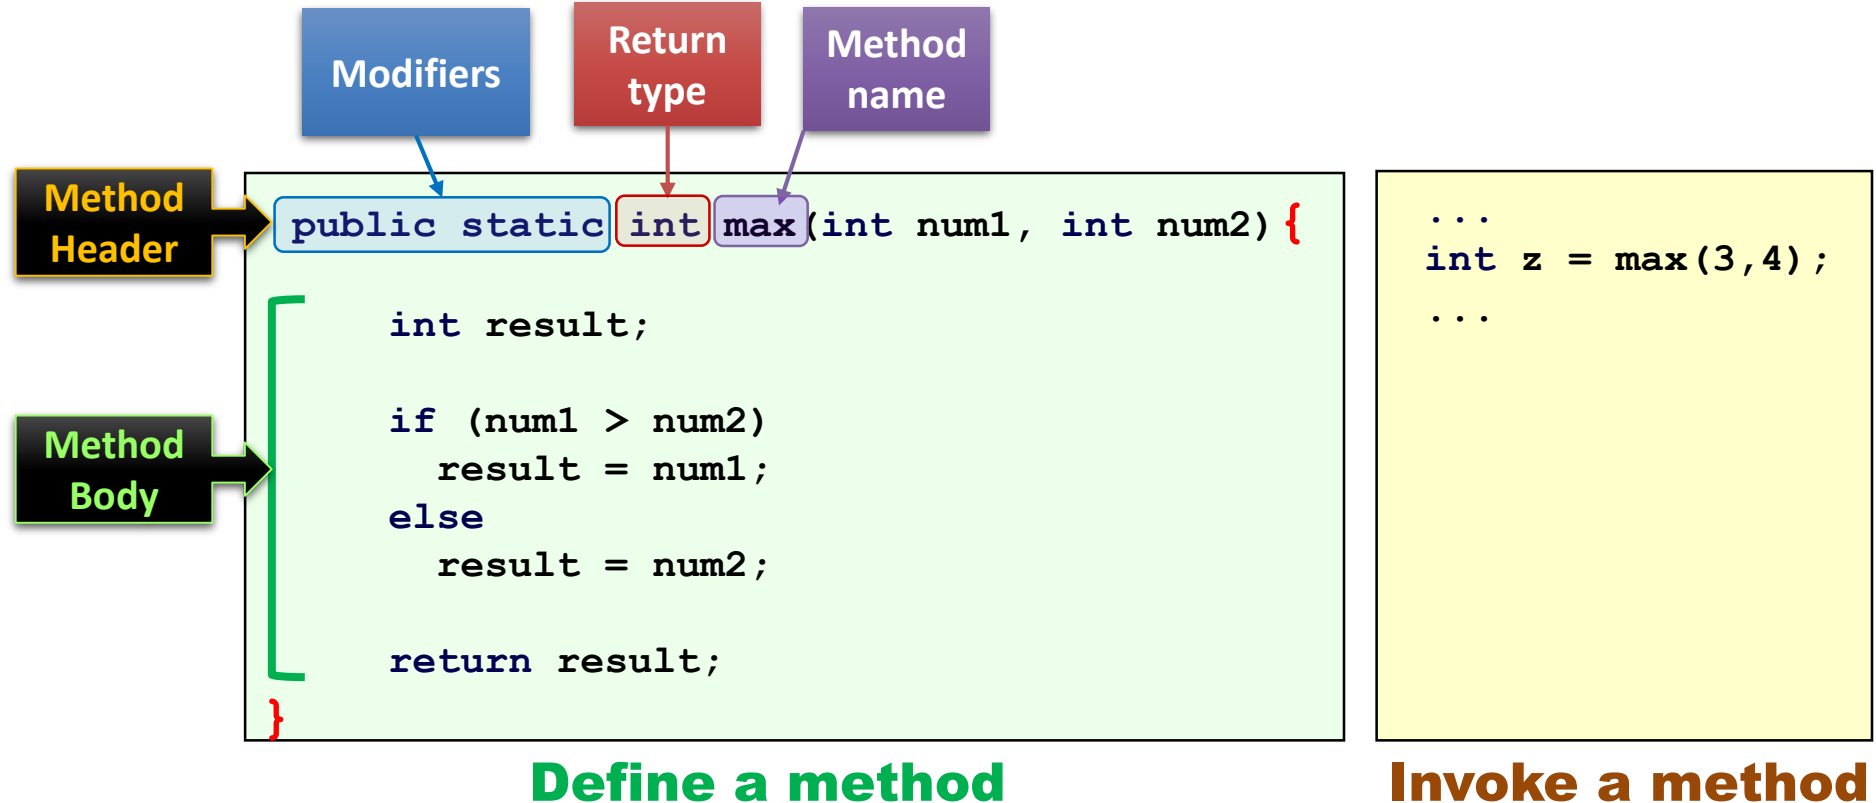 Modifiers
Return
type
Method
name
Method
Header
public static int max(int num1, int num2){
int result;
if (num1 > num2)
result = num1;
else
result = num2;
return result;
}
Method
Body
Define a method
...
int z = max(3,4);
...
Invoke a method